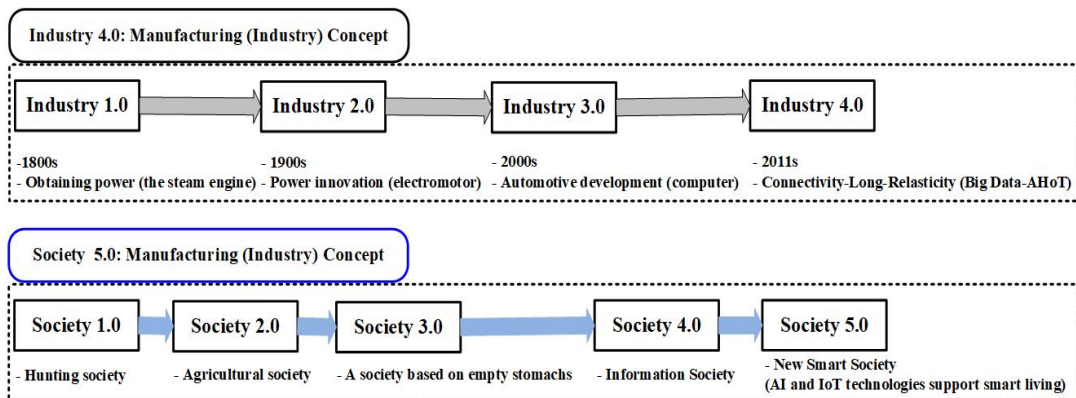 Industry 4.0: Manufacturing (Industry) Concept
Industry 1.0 Industry 2.0 Industry 3.0 Industry 4.0
-1800s - 1900s - 2000s - 2011s
- Obtaining power (the steam engine) - Power innovation (electromotor) - Automotive development (computer) - Connectivity-Long-Relasticity (Big Data-AHoT)
Society 5.0: Manufacturing (Industry) Concept
Society 1.0 Society 2.0 Society 3.0 Society 4.0 Society 5.0
- Hunting society - Agricultural society - A society based on empty stomachs - Information Society - New Smart Society
(AI and IoT technologies support smart living)